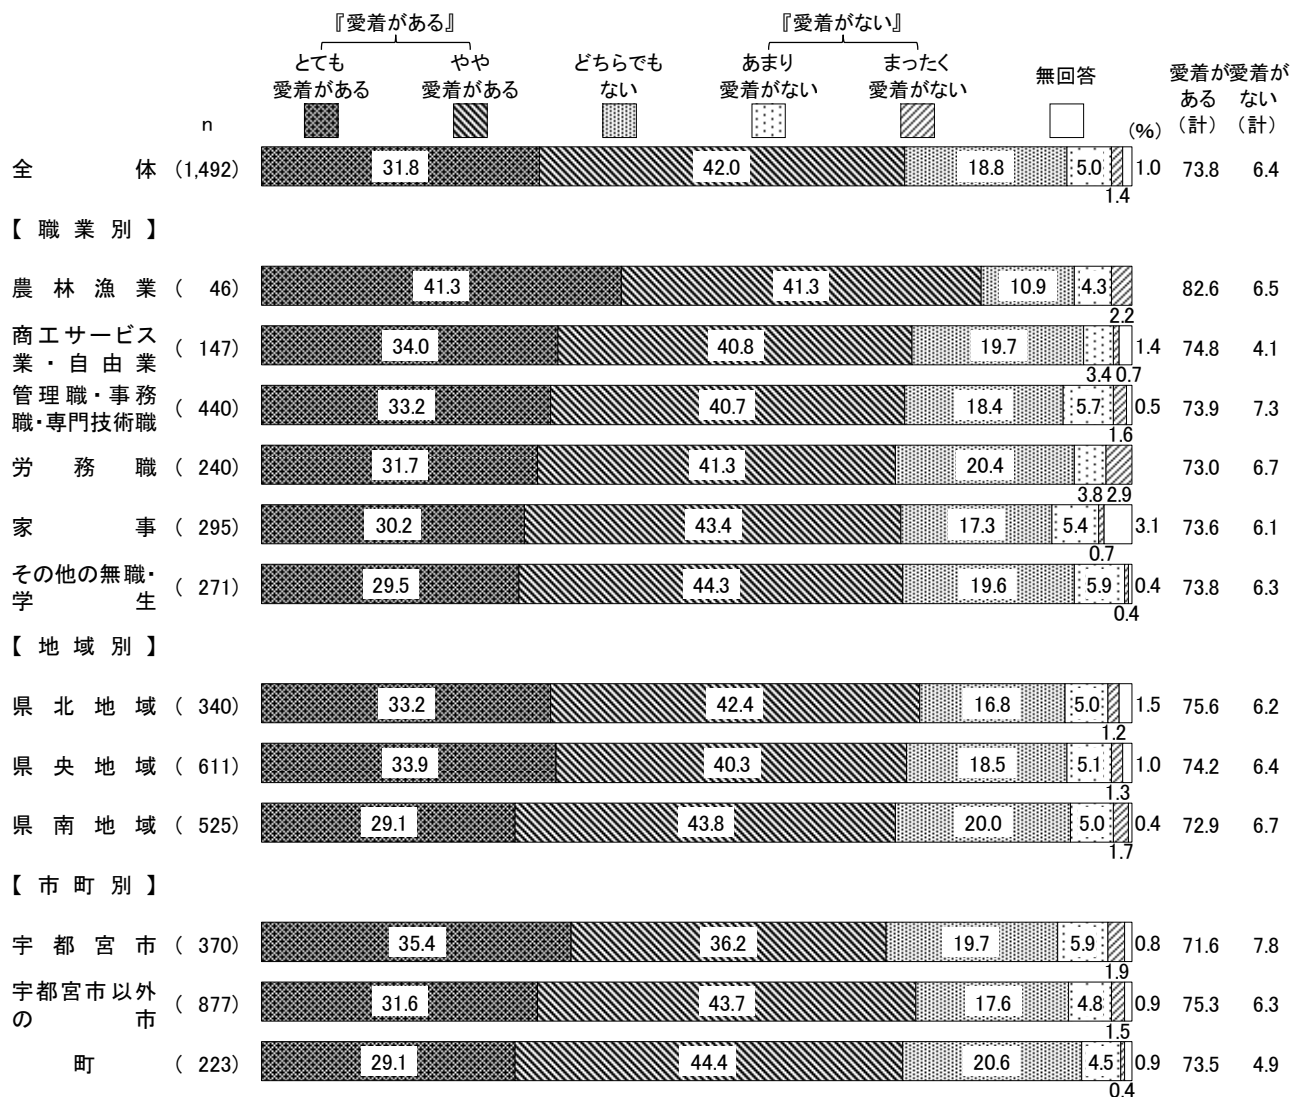 『愛着がある』 『愛着がない』
とても やや どちらでも あまり まったく
愛着がある 愛着がある ない 愛着がない 愛着がない 無回答 愛着が 愛着が
ある ない
n (%) (計) (計)
全体 (1,492) 31.8 42.0 18.8 5.0 1.0 73.8 6.4
1.4
【職業別】
農林漁業 ( 46) 41.3 41.3 10.9 4.3 82.6 6.5
2.2
商工サービス
業・自由業 ( 147) 34.0 40.8 19.7 1.4 74.8 4.1
3.4 0.7
管理職・事務
職・専門技術職 ( 440) 33.2 40.7 18.4 5.7 0.5 73.9 7.3
1.6
労務職 ( 240) 31.7 41.3 20.4 73.0 6.7
3.8 2.9
家事 ( 295) 30.2 43.4 17.3 5.4 3.1 73.6 6.1
0.7
その他の無職・
学生 ( 271) 29.5 44.3 19.6 5.9 0.4 73.8 6.3
0.4
【地域別】
県北地域 ( 340) 33.2 42.4 16.8 5.0 1.5 75.6 6.2
1.2
県央地域 ( 611) 33.9 40.3 18.5 5.1 1.0 74.2 6.4
1.3
県南地域 ( 525) 29.1 43.8 20.0 5.0 0.4 72.9 6.7
1.7
【市町別】
宇都宮市 ( 370) 35.4 36.2 19.7 5.9 0.8 71.6 7.8
1.9
宇都宮市以外
の市 ( 877) 31.6 43.7 17.6 4.8 0.9 75.3 6.3
1.5
町 ( 223) 29.1 44.4 20.6 4.5 0.9 73.5 4.9
0.4